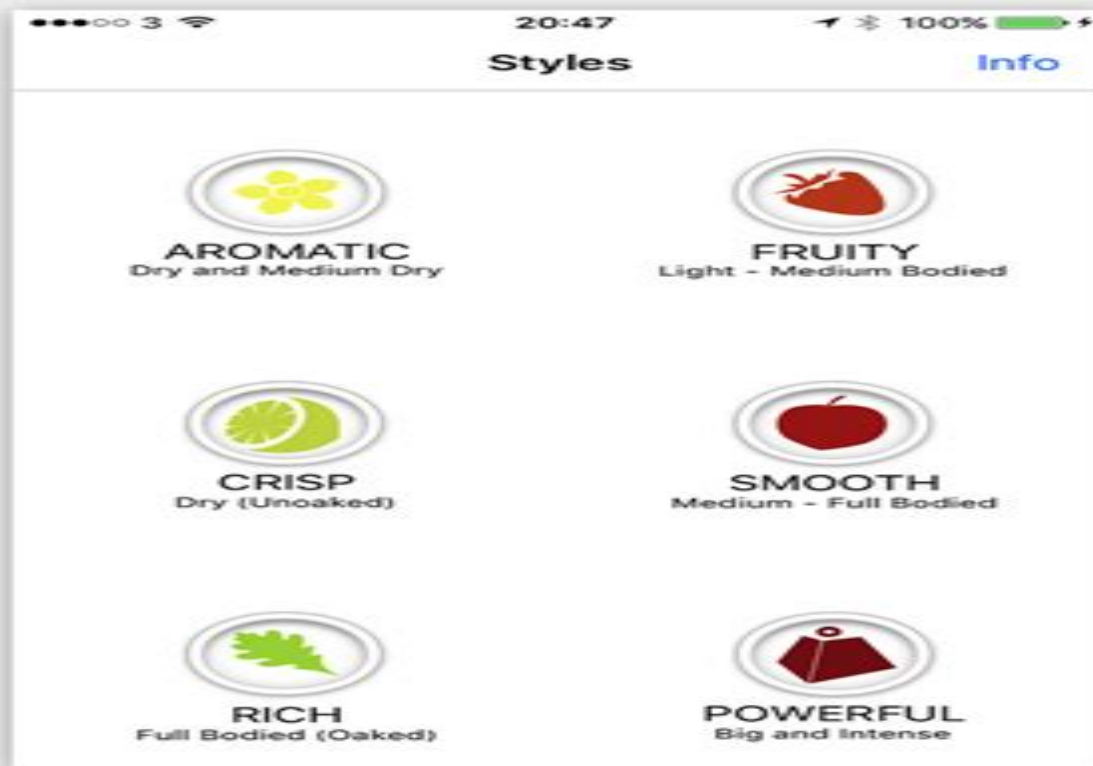 3 20:47 100%
Styles Info
AROMATIC
Dry and Medium Dry
FRUITY
Light - Medium Bodied
CRISP
Dry (Unoaked)
SMOOTH
Medium - Full Bodied
RICH
Full Bodied (Oaked)
POWERFUL
Big and Intense